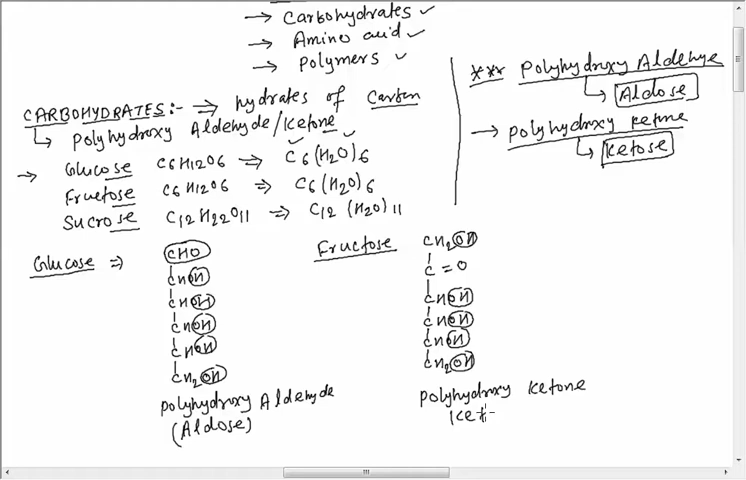 → Carbohydrates ✓
→ Amino acid ✓
→ Polymers ✓
CARBOHYDRATES:- ⇒ hydrates of Carbon
↳ Polyhydroxy Aldehyde/Ketone
→ Glucose C6H12O6 ⇒ C6(H2O)6
Fructose C6H12O6 ⇒ C6(H2O)6
Sucrose C12H22O11 ⇒ C12(H2O)11
*** Polyhydroxy Aldehye
↳ Aldose
→ Polyhydroxy Ketone
↳ Ketose
Glucose ⇒
CHO
CHOH
CHOH
CHOH
CHOH
CH2OH
Polyhydroxy Aldehyde
(Aldose)
Fructose
CH2OH
C=O
CHOH
CHOH
CHOH
CH2OH
Polyhydroxy Ketone
Ket